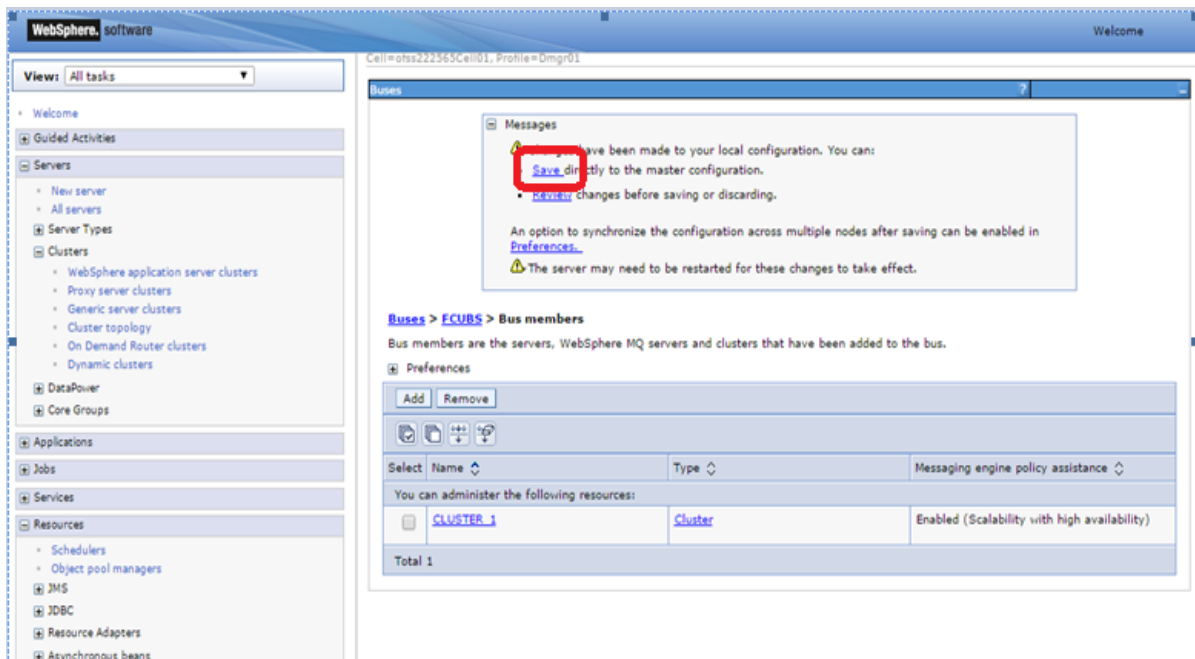 WebSphere. software
Welcome
Cell=ofss222565Cell01, Profile=Dmgr01
View: All tasks
Welcome
Guided Activities
Servers
New server
All servers
Server Types
Clusters
WebSphere application server clusters
Proxy server clusters
Generic server clusters
Cluster topology
On Demand Router clusters
Dynamic clusters
DataPower
Core Groups
Applications
Jobs
Services
Resources
Schedulers
Object pool managers
JMS
JDBC
Resource Adapters
Asynchronous beans
Buses
?
Messages
have been made to your local configuration. You can:
Save directly to the master configuration.
Review changes before saving or discarding.
An option to synchronize the configuration across multiple nodes after saving can be enabled in
Preferences.
The server may need to be restarted for these changes to take effect.
Buses > FCUBS > Bus members
Bus members are the servers, WebSphere MQ servers and clusters that have been added to the bus.
Preferences
Add Remove
Select Name Type Messaging engine policy assistance
You can administer the following resources:
CLUSTER_1 Cluster Enabled (Scalability with high availability)
Total 1